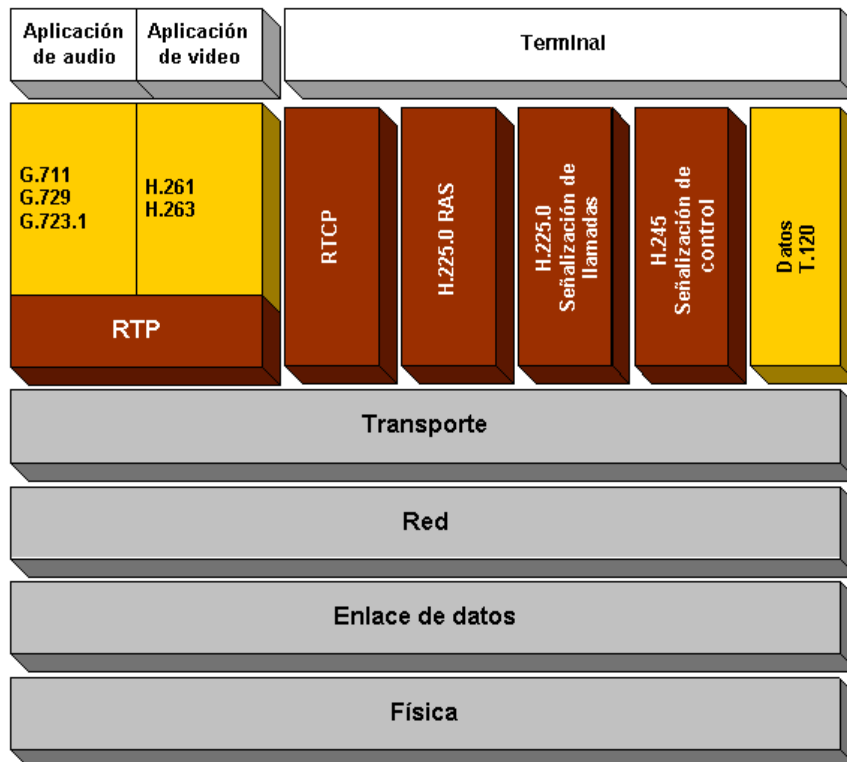 Aplicación
de audio
Aplicación
de video
Terminal
G.711
G.729
G.723.1
H.261
H.263
RTP
RTCP
H.225.0 RAS
H.225.0
Señalización de
llamadas
H.245
Señalización de
control
Datos
T.120
Transporte
Red
Enlace de datos
Física